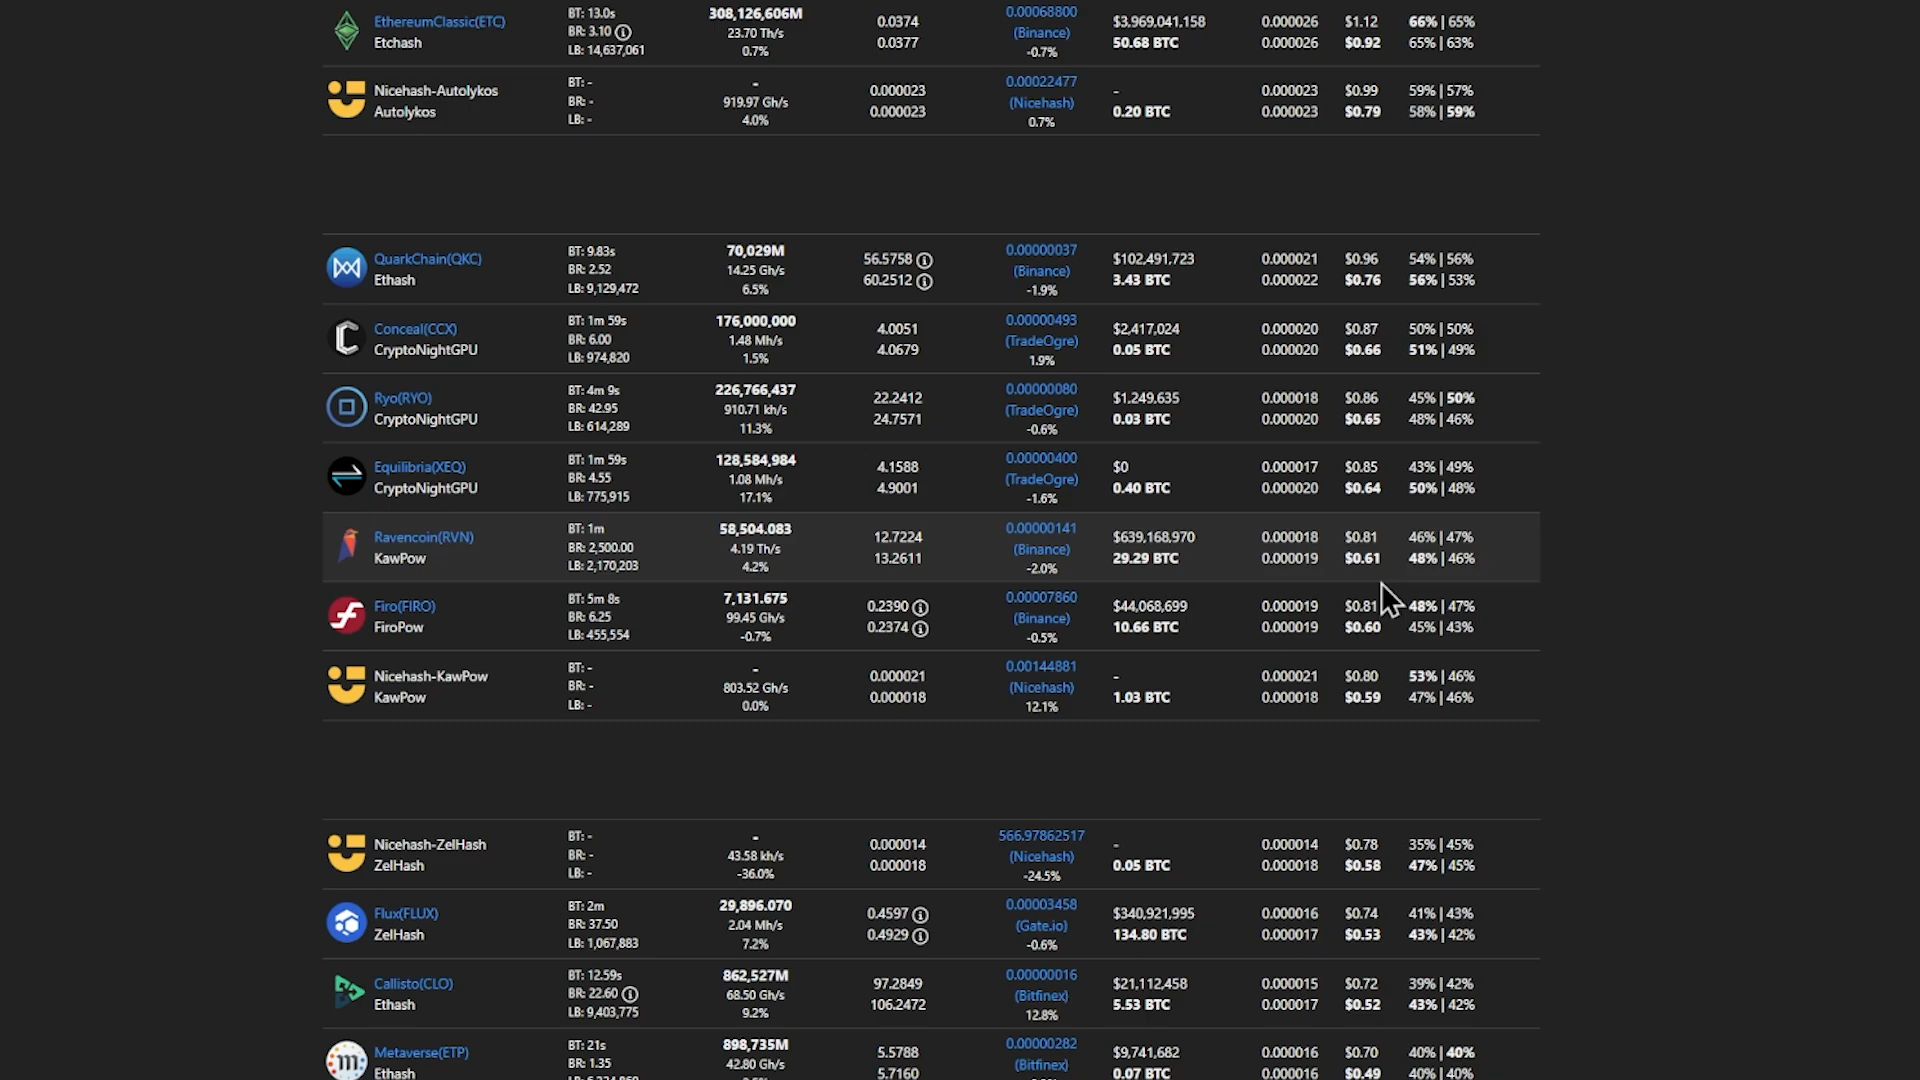 EthereumClassic(ETC)
Etchash
BT: 13.0s
BR: 3.10
LB: 14,637,061
308,126,606M
23.70 Th/s
0.7%
0.0374
0.0377
0.00068800
(Binance)
-0.7%
$3,969,041,158
50.68 BTC
0.000026
0.000026
$1.12
$0.92
66% | 65%
65% | 63%
Nicehash-Autolykos
Autolykos
BT: -
BR: -
LB: -
-
919.97 Gh/s
4.0%
0.000023
0.000023
0.00022477
(Nicehash)
0.7%
-
0.20 BTC
0.000023
0.000023
$0.99
$0.79
59% | 57%
58% | 59%
QuarkChain(QKC)
Ethash
BT: 9.83s
BR: 2.52
LB: 9,129,472
70,029M
14.25 Gh/s
6.5%
56.5758
60.2512
0.00000037
(Binance)
-1.9%
$102,491,723
3.43 BTC
0.000021
0.000022
$0.96
$0.76
54% | 56%
56% | 53%
Conceal(CCX)
CryptoNightGPU
BT: 1m 59s
BR: 6.00
LB: 974,820
176,000,000
1.48 Mh/s
1.5%
4.0051
4.0679
0.00000493
(TradeOgre)
1.9%
$2,417,024
0.05 BTC
0.000020
0.000020
$0.87
$0.66
50% | 50%
51% | 49%
Ryo(RYO)
CryptoNightGPU
BT: 4m 9s
BR: 42.95
LB: 614,289
226,766,437
910.71 kh/s
11.3%
22.2412
24.7571
0.00000080
(TradeOgre)
-0.6%
$1,249,635
0.03 BTC
0.000018
0.000020
$0.86
$0.65
45% | 50%
48% | 46%
Equilibria(XEQ)
CryptoNightGPU
BT: 1m 59s
BR: 4.55
LB: 775,915
128,584,984
1.08 Mh/s
17.1%
4.1588
4.9001
0.00000400
(TradeOgre)
-1.6%
$0
0.40 BTC
0.000017
0.000020
$0.85
$0.64
43% | 49%
50% | 48%
Ravencoin(RVN)
KawPow
BT: 1m
BR: 2,500.00
LB: 2,170,203
58,504.083
4.19 Th/s
4.2%
12.7224
13.2611
0.00000141
(Binance)
-2.0%
$639,168,970
29.29 BTC
0.000018
0.000019
$0.81
$0.61
46% | 47%
48% | 46%
Firo(FIRO)
FiroPow
BT: 5m 8s
BR: 6.25
LB: 455,554
7,131.675
99.45 Gh/s
-0.7%
0.2390
0.2374
0.00007860
(Binance)
-0.5%
$44,068,699
10.66 BTC
0.000019
0.000019
$0.81
$0.60
48% | 47%
45% | 43%
Nicehash-KawPow
KawPow
BT: -
BR: -
LB: -
-
803.52 Gh/s
0.0%
0.000021
0.000018
0.00144881
(Nicehash)
12.1%
-
1.03 BTC
0.000021
0.000018
$0.80
$0.59
53% | 46%
47% | 46%
Nicehash-ZelHash
ZelHash
BT: -
BR: -
LB: -
-
43.58 kh/s
-36.0%
0.000014
0.000018
566.97862517
(Nicehash)
-24.5%
-
0.05 BTC
0.000014
0.000018
$0.78
$0.58
35% | 45%
47% | 45%
Flux(FLUX)
ZelHash
BT: 2m
BR: 37.50
LB: 1,067,883
29,896.070
2.04 Mh/s
7.2%
0.4597
0.4929
0.00003458
(Gate.io)
-0.6%
$340,921,995
134.80 BTC
0.000016
0.000017
$0.74
$0.53
41% | 43%
43% | 42%
Callisto(CLO)
Ethash
BT: 12.59s
BR: 22.60
LB: 9,403,775
862,527M
68.50 Gh/s
9.2%
97.2849
106.2472
0.00000016
(Bitfinex)
12.8%
$21,112,458
5.53 BTC
0.000015
0.000017
$0.72
$0.52
39% | 42%
43% | 42%
Metaverse(ETP)
Ethash
BT: 21s
BR: 1.35
898,735M
42.80 Gh/s
5.5788
5.7160
0.00000282
(Bitfinex)
$9,741,682
0.07 BTC
0.000016
0.000016
$0.70
$0.49
40% | 40%
40% | 40%